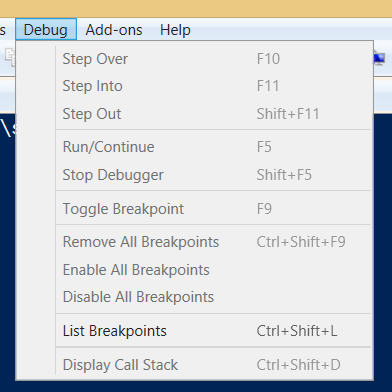 s Debug Add-ons Help
Step Over F10
Step Into F11
Step Out Shift+F11
Run/Continue F5
Stop Debugger Shift+F5
Toggle Breakpoint F9
Remove All Breakpoints Ctrl+Shift+F9
Enable All Breakpoints
Disable All Breakpoints
List Breakpoints Ctrl+Shift+L
Display Call Stack Ctrl+Shift+D